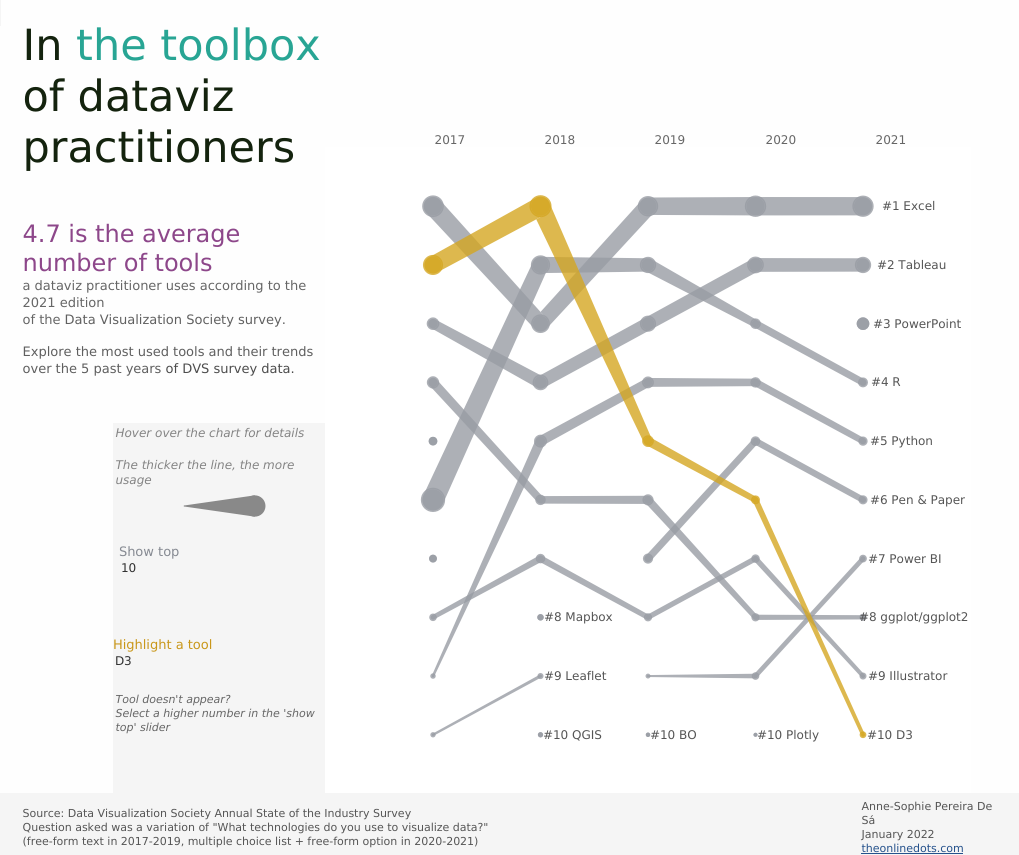 In the toolbox
of dataviz
practitioners
2017 2018 2019 2020 2021
4.7 is the average
number of tools
a dataviz practitioner uses according to the
2021 edition
of the Data Visualization Society survey.
Explore the most used tools and their trends
over the 5 past years of DVS survey data.
Hover over the chart for details
The thicker the line, the more
usage
Show top
10
Highlight a tool
D3
Tool doesn't appear?
Select a higher number in the 'show
top' slider
#1 Excel
#2 Tableau
#3 PowerPoint
#4 R
#5 Python
#6 Pen & Paper
#7 Power BI
#8 Mapbox
#8 ggplot/ggplot2
#9 Leaflet
#9 Illustrator
#10 QGIS
#10 BO
#10 Plotly
#10 D3
Source: Data Visualization Society Annual State of the Industry Survey
Question asked was a variation of "What technologies do you use to visualize data?"
(free-form text in 2017-2019, multiple choice list + free-form option in 2020-2021)
Anne-Sophie Pereira De
Sá
January 2022
theonlinedots.com